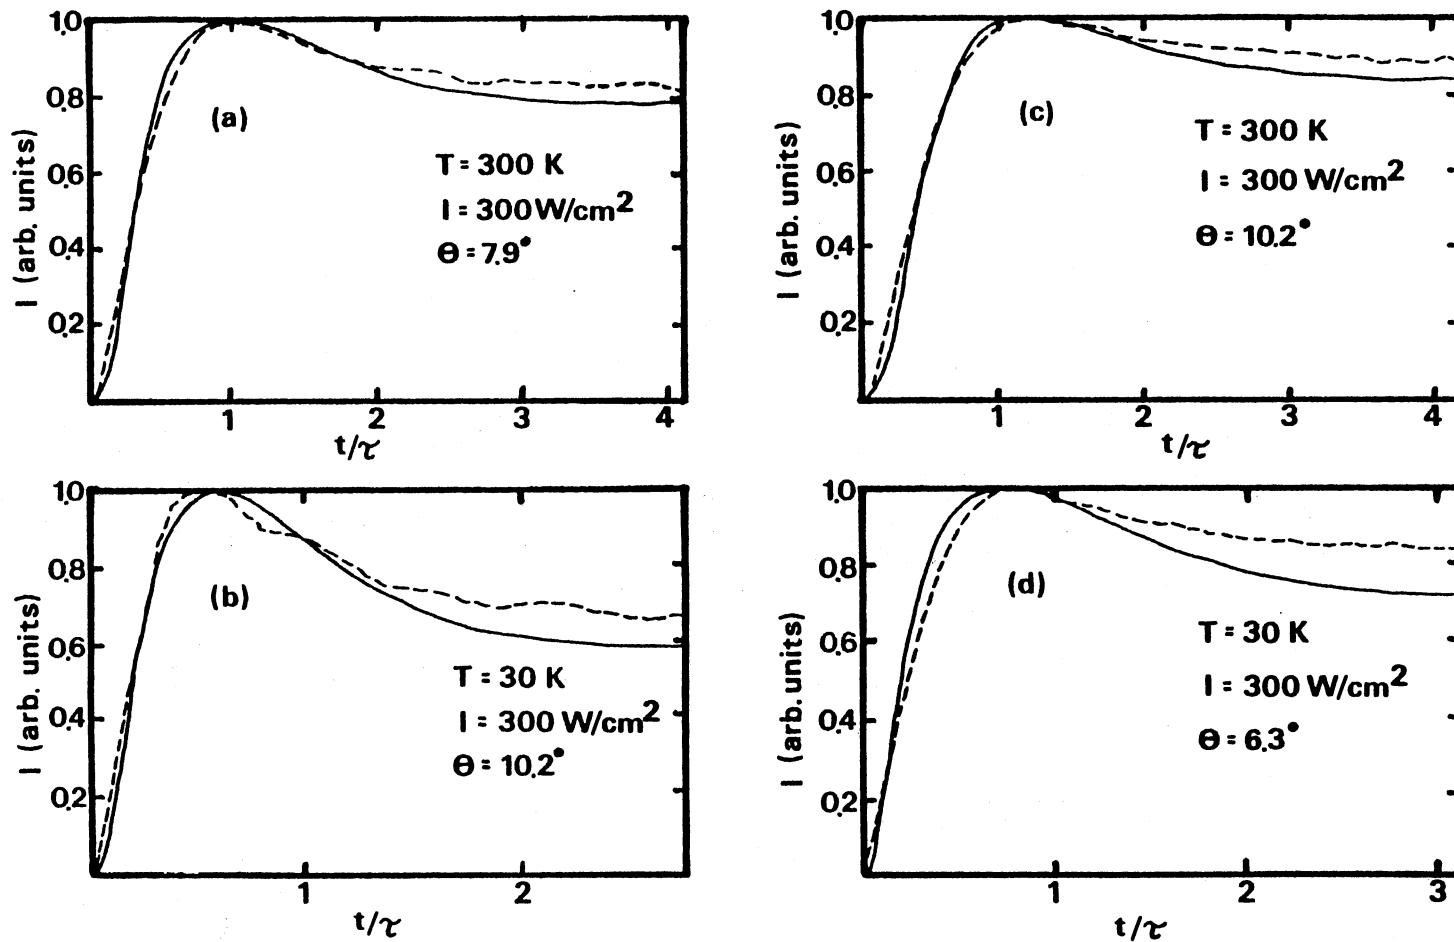 1.0
0.8
0.6
0.4
0.2
I (arb. units)
(a)
T = 300 K
I = 300 W/cm2
Θ = 7.9°
1 2 3 4
t/τ
1.0
0.8
0.6
0.4
0.2
I (arb. units)
(c)
T = 300 K
I = 300 W/cm2
Θ = 10.2°
1 2 3 4
t/τ
1.0
0.8
0.6
0.4
0.2
I (arb. units)
(b)
T = 30 K
I = 300 W/cm2
Θ = 10.2°
1 2
t/τ
1.0
0.8
0.6
0.4
0.2
I (arb. units)
(d)
T = 30 K
I = 300 W/cm2
Θ = 6.3°
1 2 3
t/τ